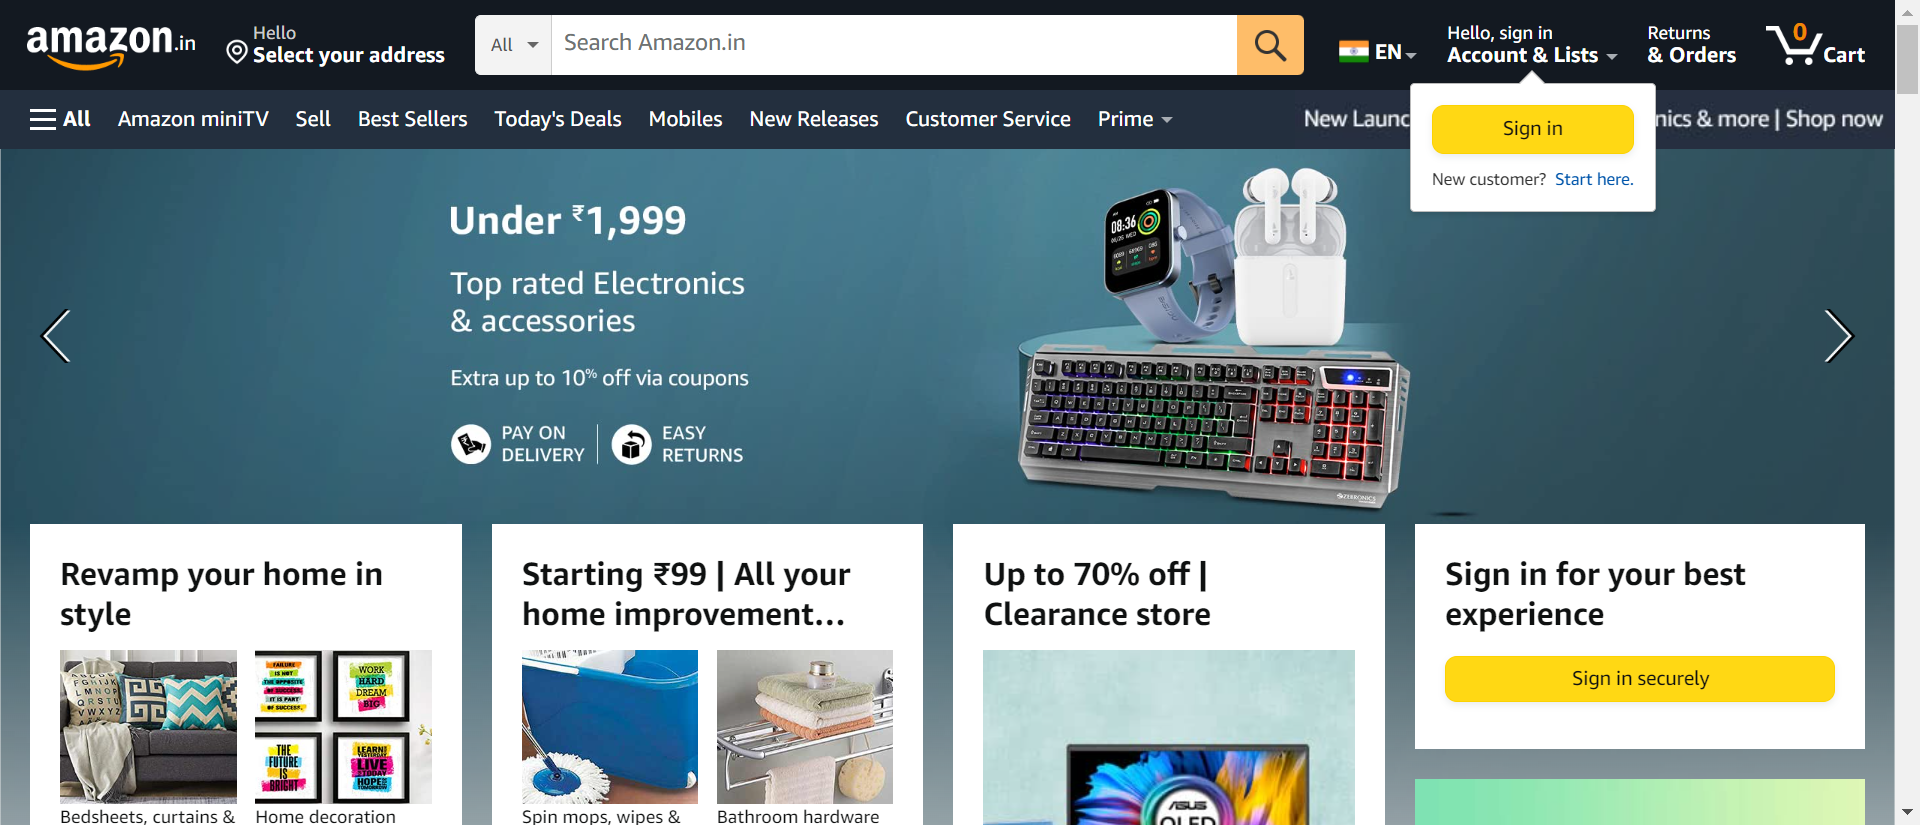 amazon.in
Hello
Select your address
All
Search Amazon.in
EN
Hello, sign in
Account & Lists
Returns
& Orders
0
Cart
All
Amazon miniTV
Sell
Best Sellers
Today's Deals
Mobiles
New Releases
Customer Service
Prime
New Launc
nics & more | Shop now
Sign in
New customer? Start here.
Under ₹1,999
Top rated Electronics
& accessories
Extra up to 10% off via coupons
PAY ON
DELIVERY
EASY
RETURNS
08:36
ZEBRONICS
Revamp your home in
style
Starting ₹99 | All your
home improvement...
Up to 70% off |
Clearance store
Sign in for your best
experience
Sign in securely
FAILURE
IS NOT
THE OPPOSITE
OF SUCCESS.
IT IS PART
OF SUCCESS.
WORK
HARD
DREAM
BIG
THE
FUTURE
IS
BRIGHT
LEARN
YESTERDAY
LIVE
TODAY
HOPE
TOMORROW
ASUS
OLED
Bedsheets, curtains &
Home decoration
Spin mops, wipes &
Bathroom hardware